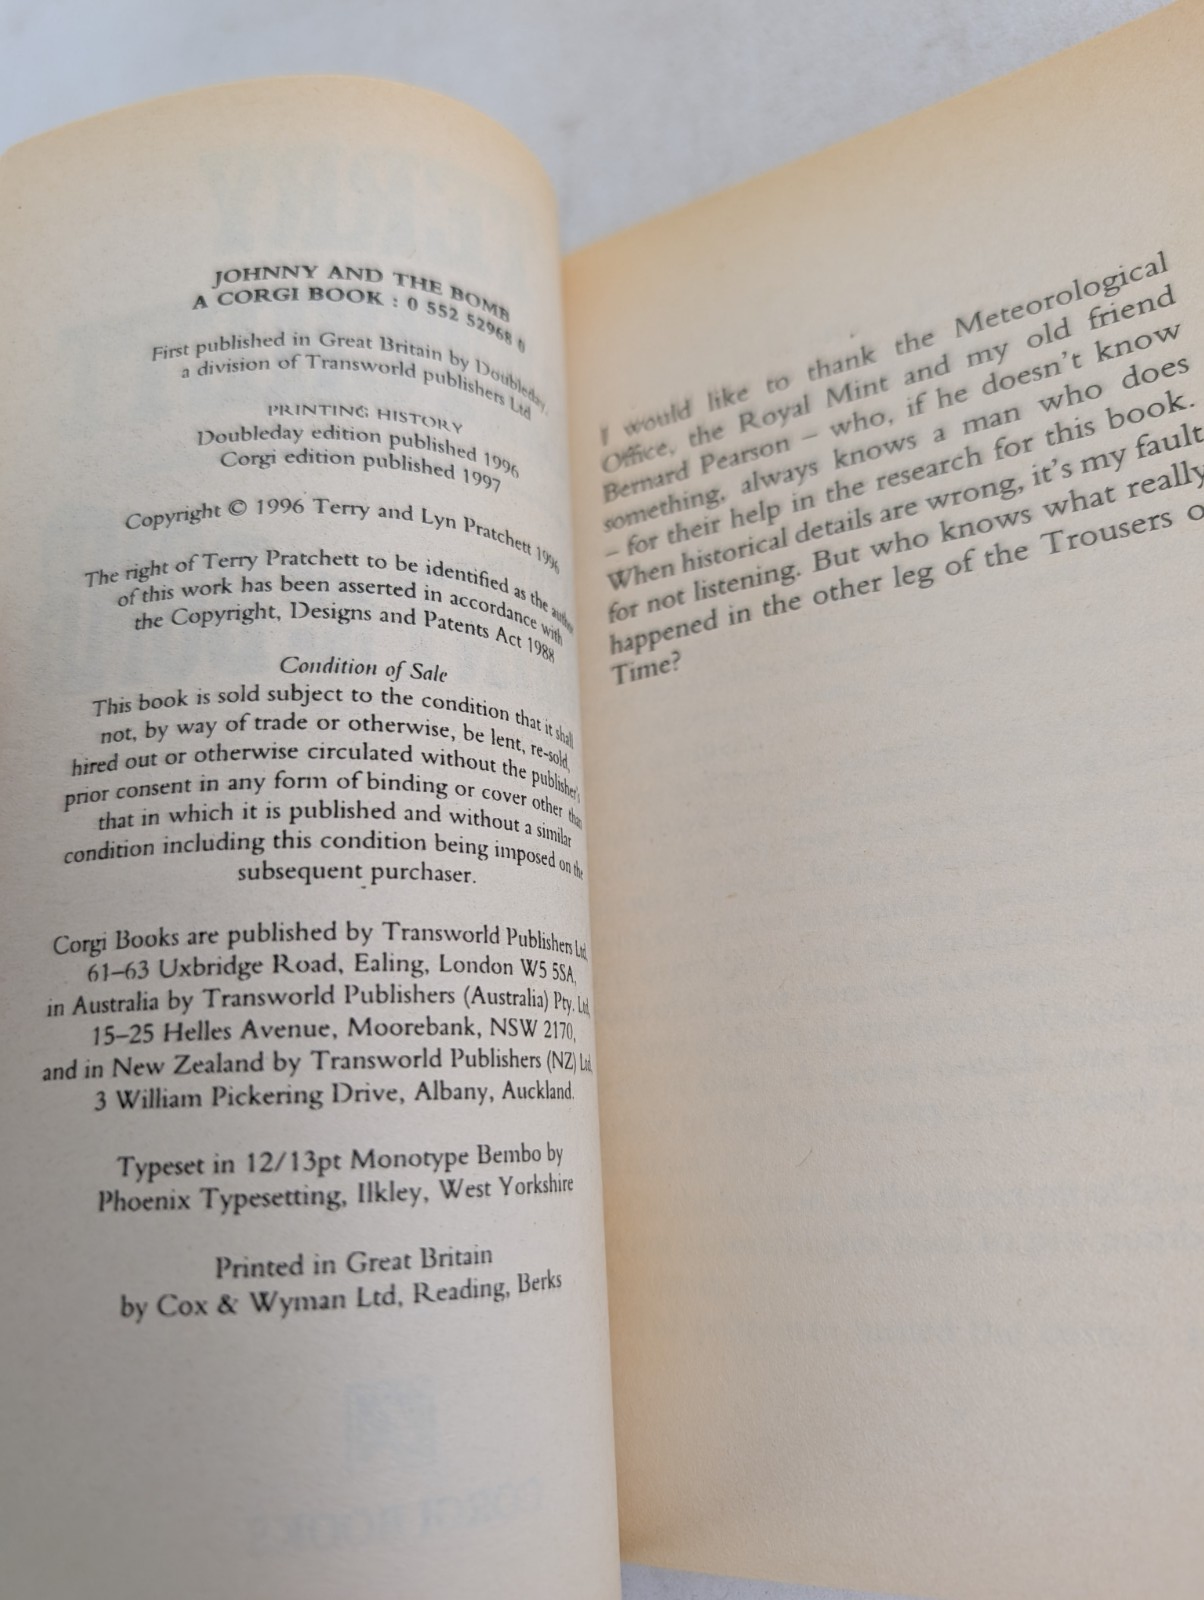 JOHNNY AND THE BOMB
A CORGI BOOK : 0 552 52968 0
First published in Great Britain by Doubleday,
a division of Transworld publishers Ltd
PRINTING HISTORY
Doubleday edition published 1996
Corgi edition published 1997
Copyright © 1996 Terry and Lyn Pratchett 1996
The right of Terry Pratchett to be identified as the author
of this work has been asserted in accordance with
the Copyright, Designs and Patents Act 1988
Condition of Sale
This book is sold subject to the condition that it shall
not, by way of trade or otherwise, be lent, re-sold,
hired out or otherwise circulated without the publisher's
prior consent in any form of binding or cover other than
that in which it is published and without a similar
condition including this condition being imposed on the
subsequent purchaser.
Corgi Books are published by Transworld Publishers Ltd,
61–63 Uxbridge Road, Ealing, London W5 5SA,
in Australia by Transworld Publishers (Australia) Pty. Ltd,
15–25 Helles Avenue, Moorebank, NSW 2170,
and in New Zealand by Transworld Publishers (NZ) Ltd,
3 William Pickering Drive, Albany, Auckland.
Typeset in 12/13pt Monotype Bembo by
Phoenix Typesetting, Ilkley, West Yorkshire
Printed in Great Britain
by Cox & Wyman Ltd, Reading, Berks
I would like to thank the Meteorological
Office, the Royal Mint and my old friend
Bernard Pearson – who, if he doesn't know
something, always knows a man who does
– for their help in the research for this book.
When historical details are wrong, it's my fault
for not listening. But who knows what really
happened in the other leg of the Trousers o
Time?